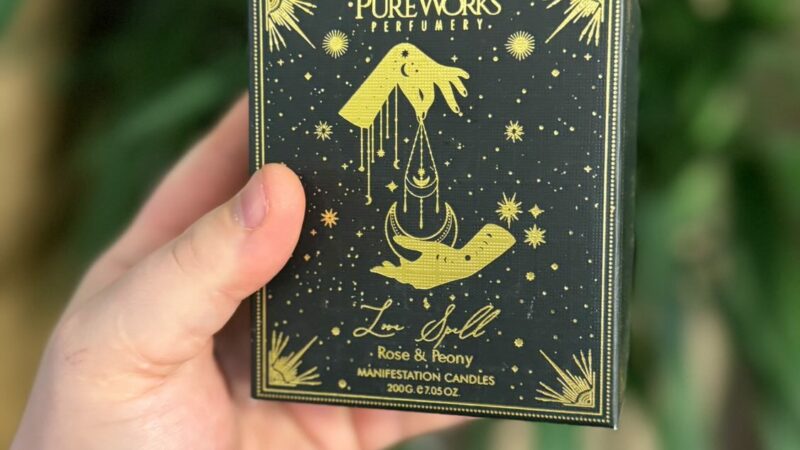 PUREWORKS
PERFUMERY
Love Spell
Rose & Peony
MANIFESTATION CANDLES
200G. ℮ 7.05 OZ.